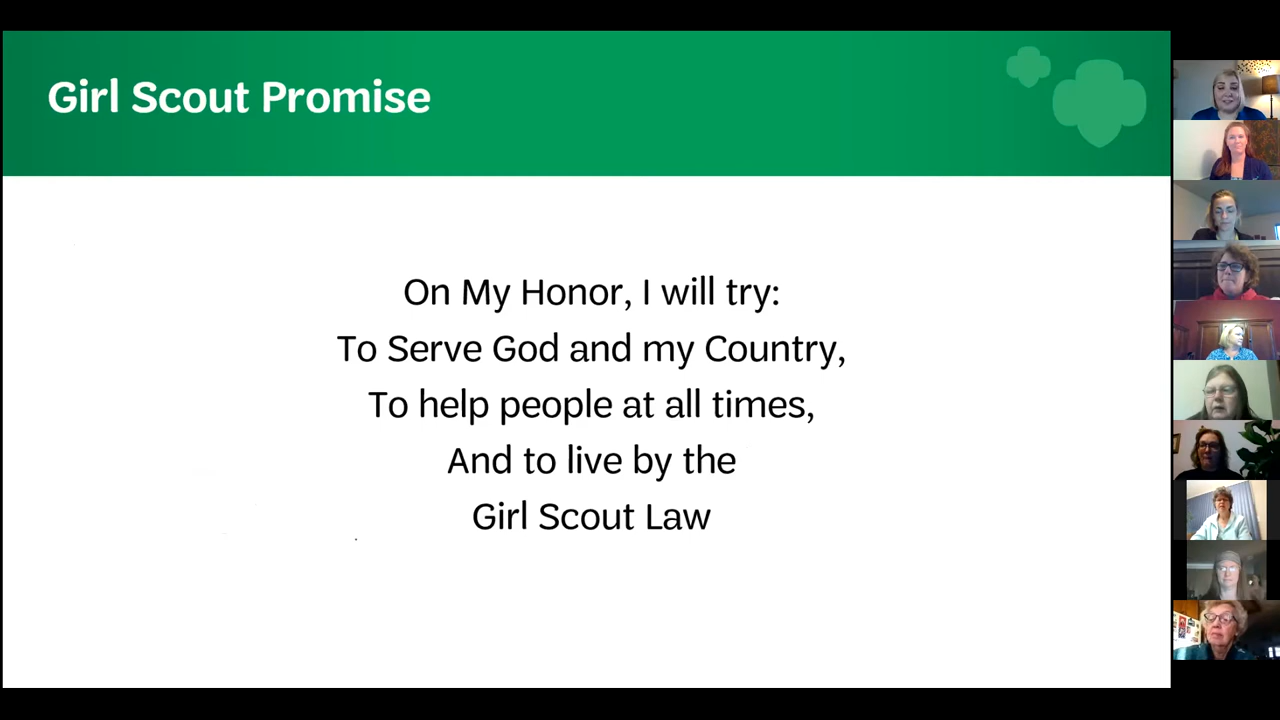 Girl Scout Promise
On My Honor, I will try:
To Serve God and my Country,
To help people at all times,
And to live by the
Girl Scout Law